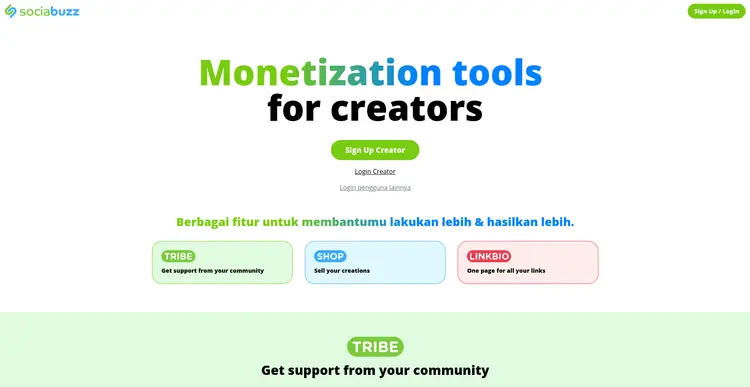 sociabuzz
Sign Up / Login
Monetization tools
for creators
Sign Up Creator
Login Creator
Login pengguna lainnya
Berbagai fitur untuk membantumu lakukan lebih & hasilkan lebih.
TRIBE
Get support from your community
SHOP
Sell your creations
LINKBIO
One page for all your links
TRIBE
Get support from your community